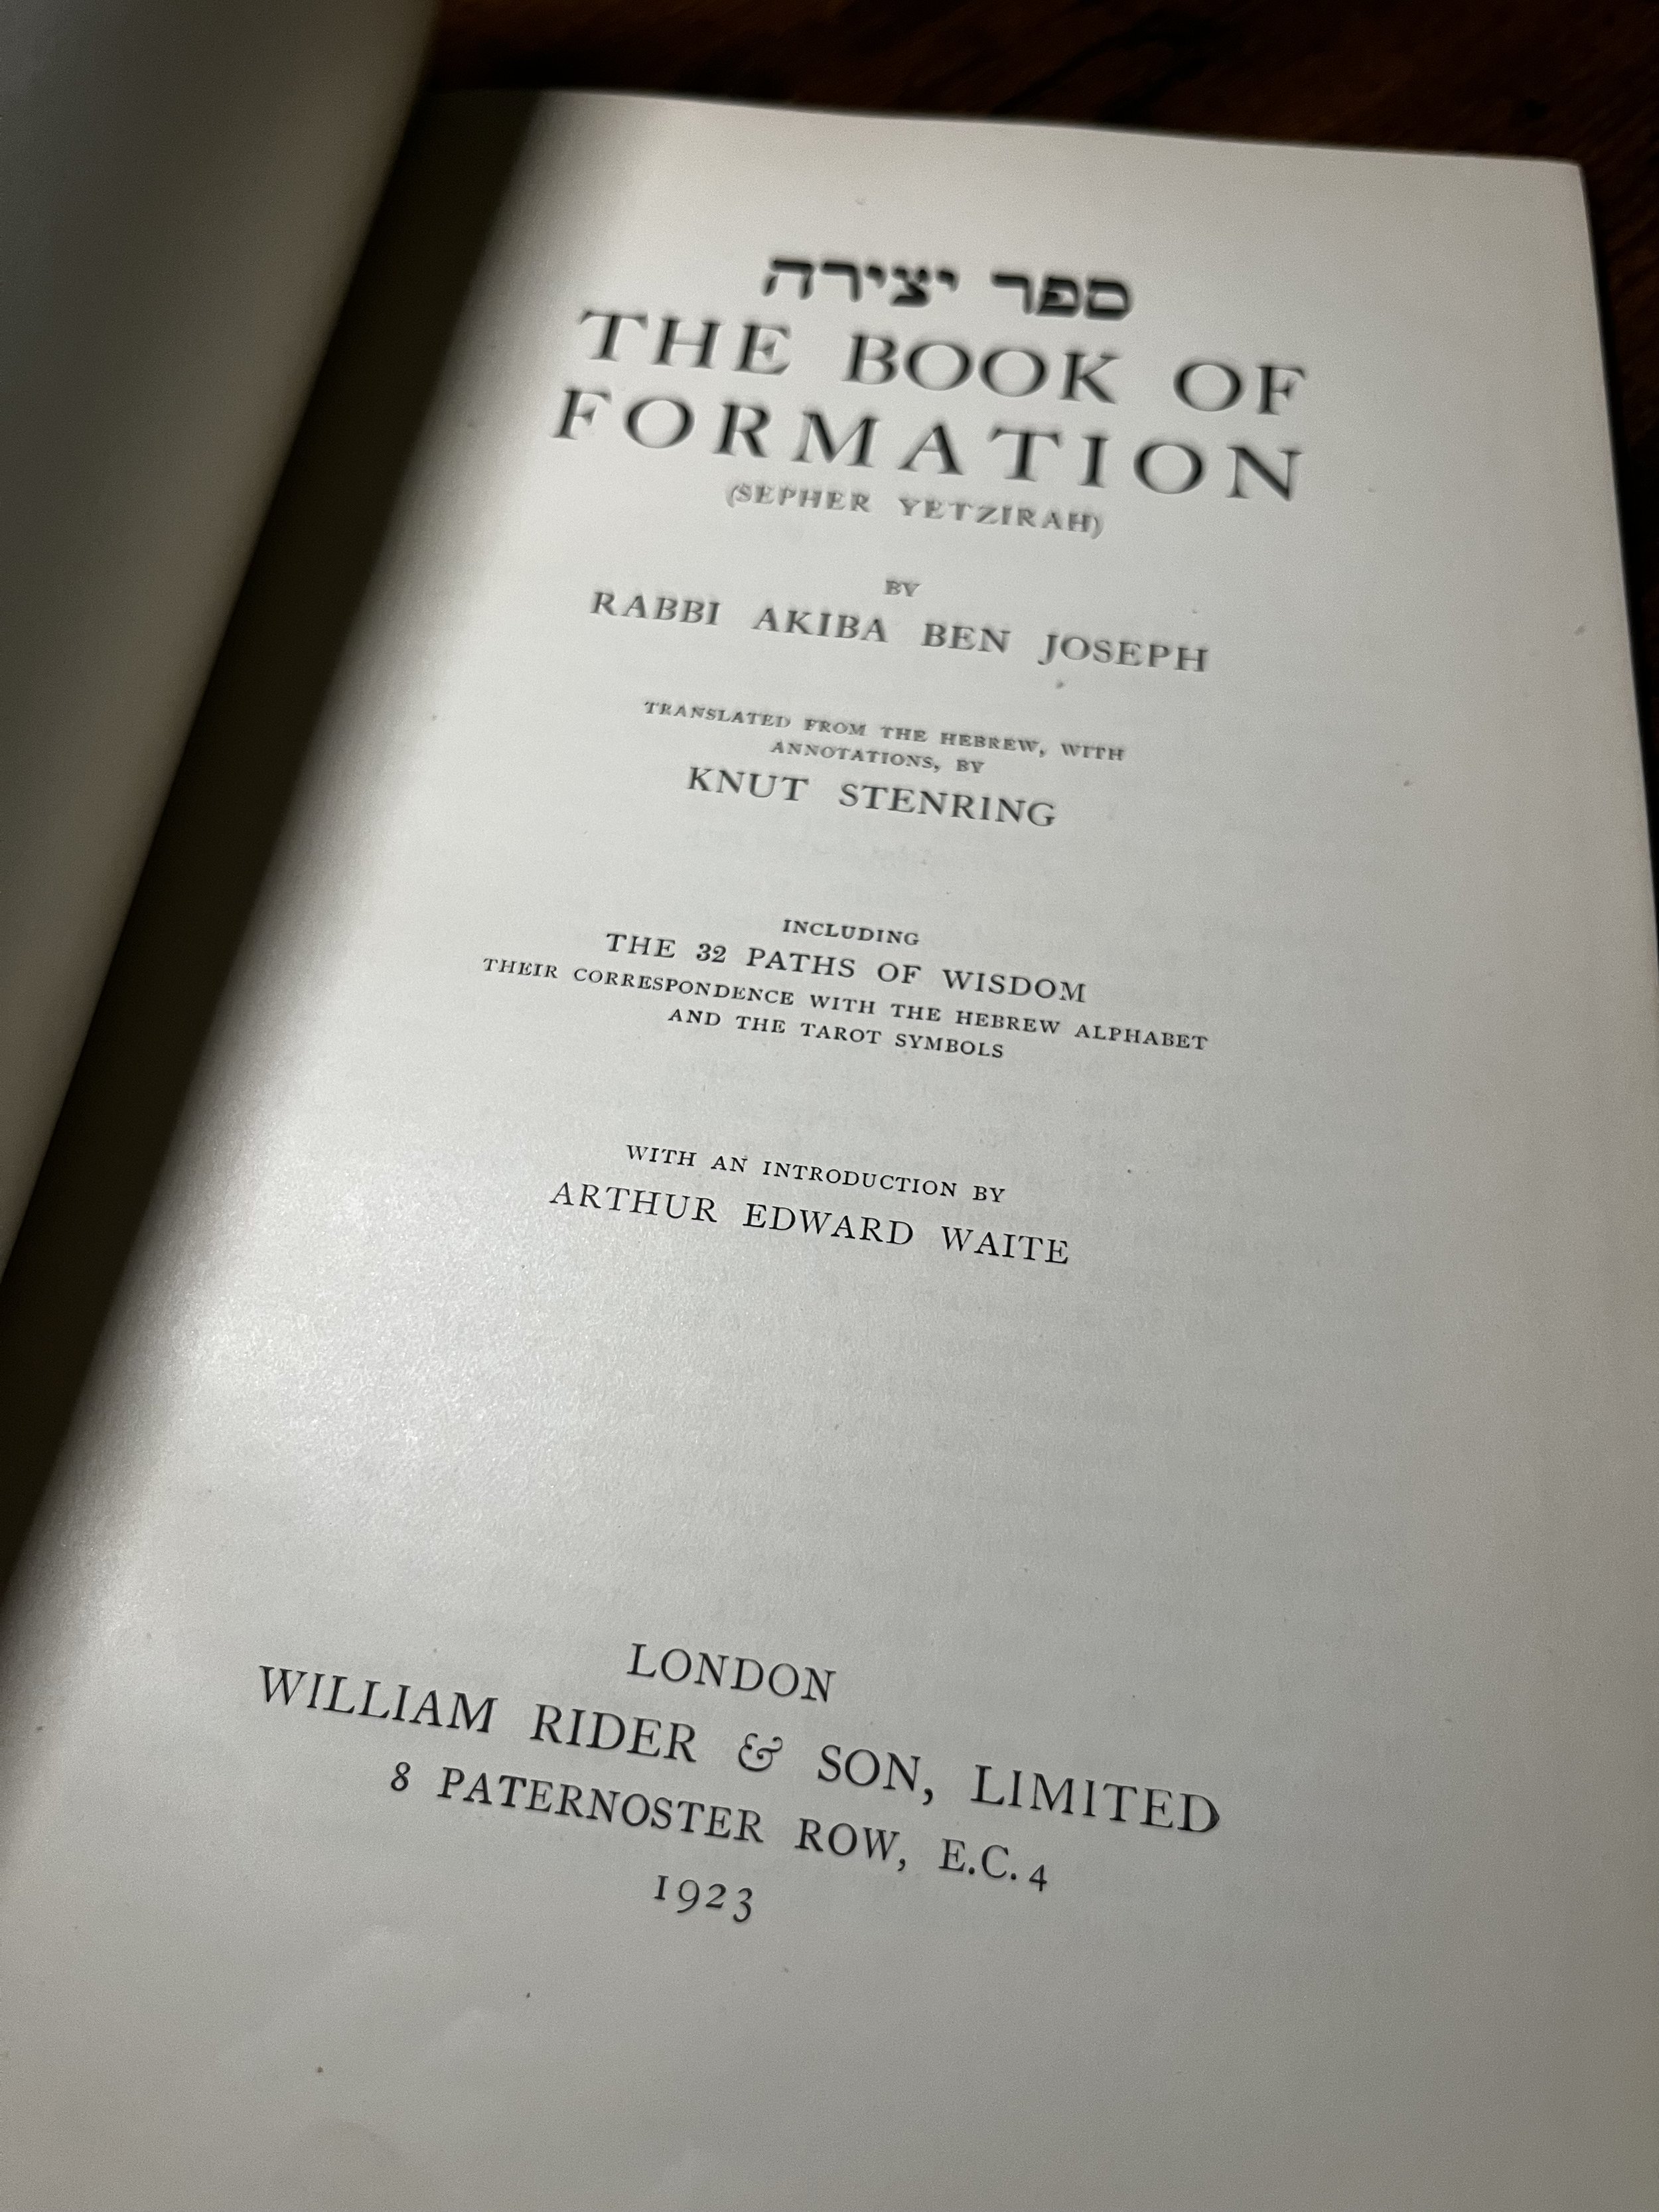 ספר יצירה
THE BOOK OF
FORMATION
(SEPHER YETZIRAH)
BY
RABBI AKIBA BEN JOSEPH
TRANSLATED FROM THE HEBREW, WITH
ANNOTATIONS, BY
KNUT STENRING
INCLUDING
THE 32 PATHS OF WISDOM
THEIR CORRESPONDENCE WITH THE HEBREW ALPHABET
AND THE TAROT SYMBOLS
WITH AN INTRODUCTION BY
ARTHUR EDWARD WAITE
LONDON
WILLIAM RIDER & SON, LIMITED
8 PATERNOSTER ROW, E.C. 4
1923